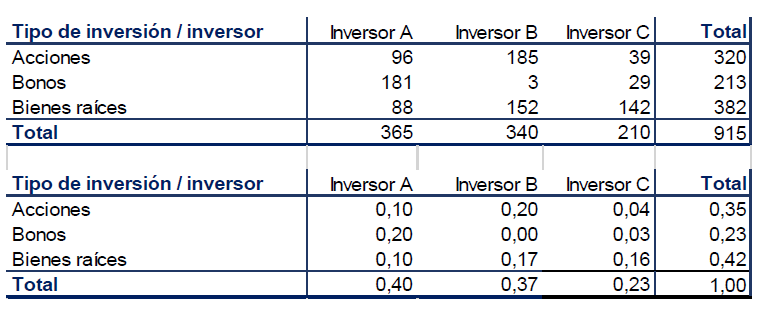 Tipo de inversión / inversor Inversor A Inversor B Inversor C Total
Acciones 96 185 39 320
Bonos 181 3 29 213
Bienes raíces 88 152 142 382
Total 365 340 210 915
Tipo de inversión / inversor Inversor A Inversor B Inversor C Total
Acciones 0,10 0,20 0,04 0,35
Bonos 0,20 0,00 0,03 0,23
Bienes raíces 0,10 0,17 0,16 0,42
Total 0,40 0,37 0,23 1,00